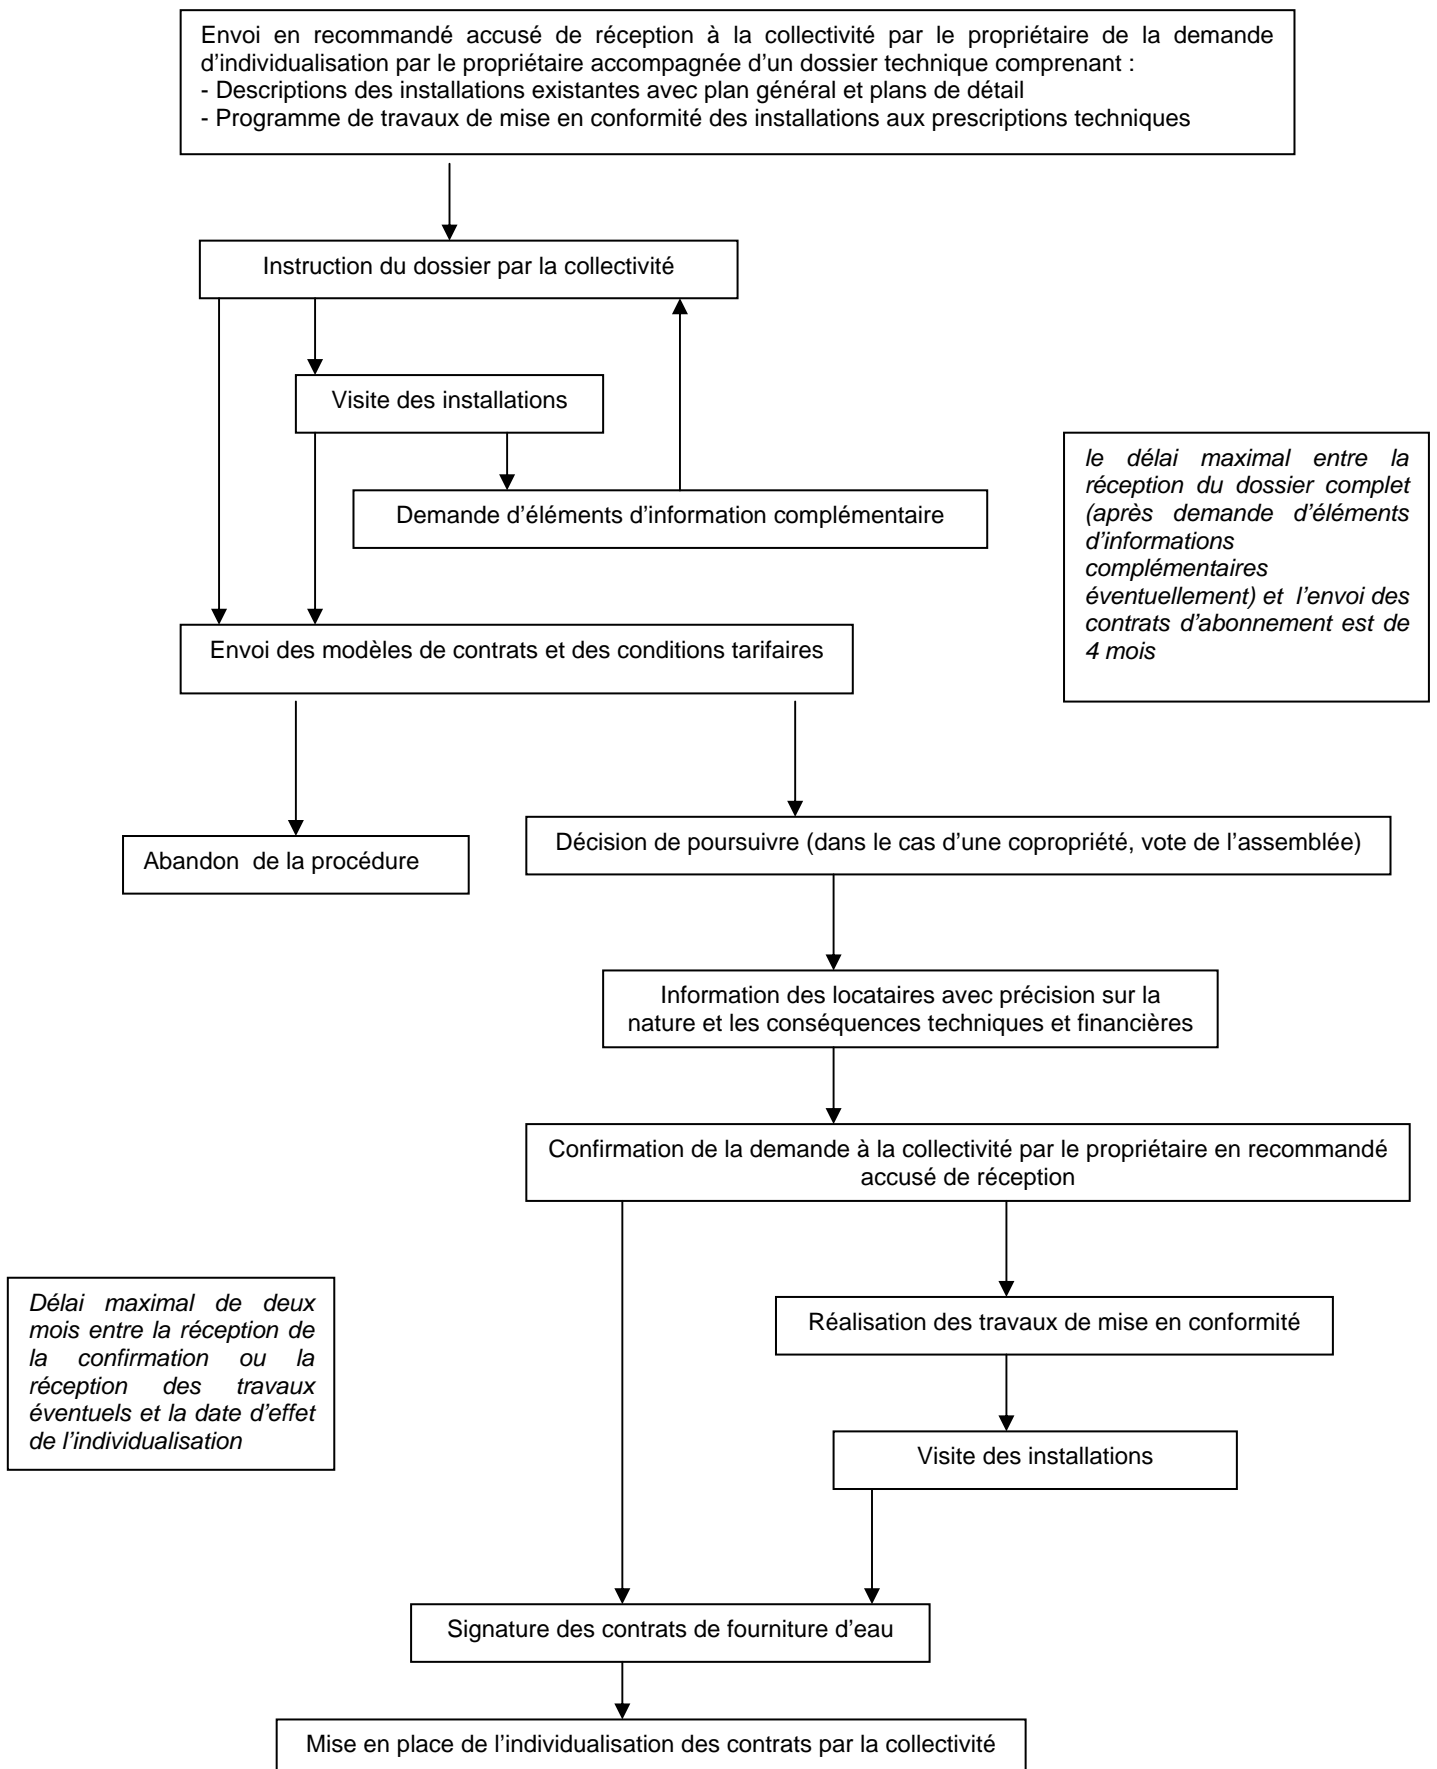 Envoi en recommandé accusé de réception à la collectivité par le propriétaire de la demande
d'individualisation par le propriétaire accompagnée d'un dossier technique comprenant :
- Descriptions des installations existantes avec plan général et plans de détail
- Programme de travaux de mise en conformité des installations aux prescriptions techniques
Instruction du dossier par la collectivité
Visite des installations
Demande d'éléments d'information complémentaire
le délai maximal entre la
réception du dossier complet
(après demande d'éléments
d'informations
complémentaires
éventuellement) et l'envoi des
contrats d'abonnement est de
4 mois
Envoi des modèles de contrats et des conditions tarifaires
Abandon de la procédure
Décision de poursuivre (dans le cas d'une copropriété, vote de l'assemblée)
Information des locataires avec précision sur la
nature et les conséquences techniques et financières
Confirmation de la demande à la collectivité par le propriétaire en recommandé
accusé de réception
Délai maximal de deux
mois entre la réception de
la confirmation ou la
réception des travaux
éventuels et la date d'effet
de l'individualisation
Réalisation des travaux de mise en conformité
Visite des installations
Signature des contrats de fourniture d'eau
Mise en place de l'individualisation des contrats par la collectivité